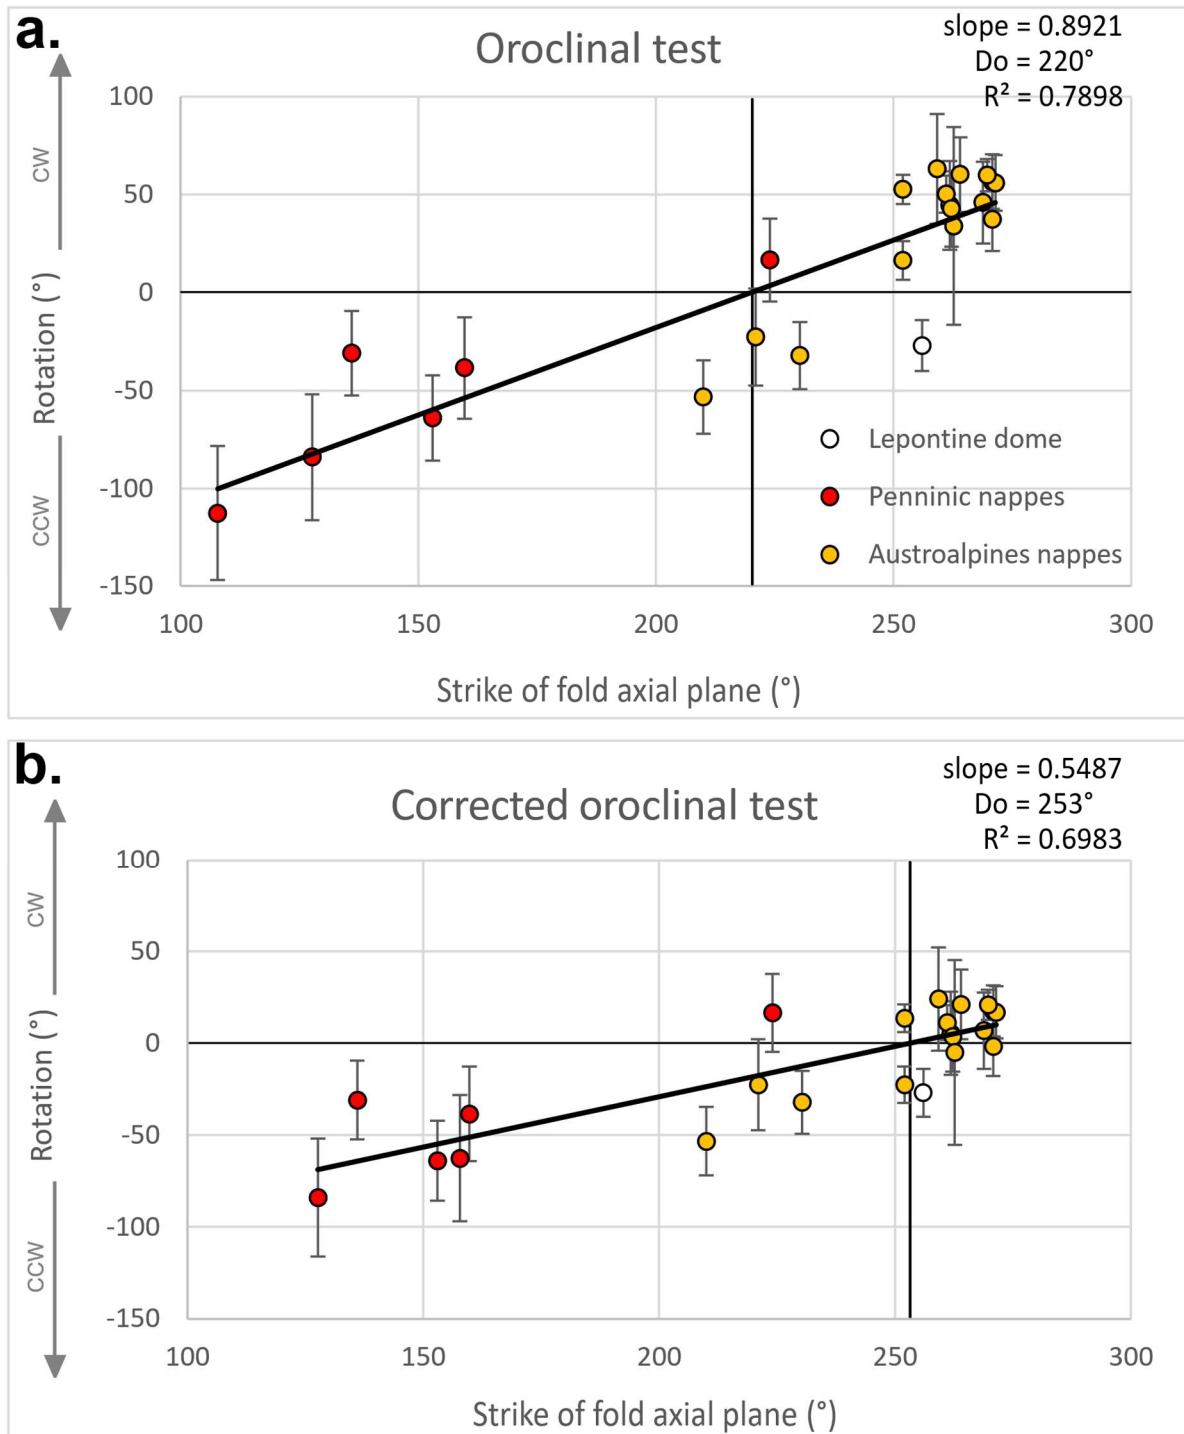 a.
Oroclinal test
slope = 0.8921
Do = 220°
R² = 0.7898
CW
Rotation (°)
CCW
100
50
0
-50
-100
-150
Lepontine dome
Penninic nappes
Austroalpines nappes
100 150 200 250 300
Strike of fold axial plane (°)
b.
Corrected oroclinal test
slope = 0.5487
Do = 253°
R² = 0.6983
CW
Rotation (°)
CCW
100
50
0
-50
-100
-150
100 150 200 250 300
Strike of fold axial plane (°)